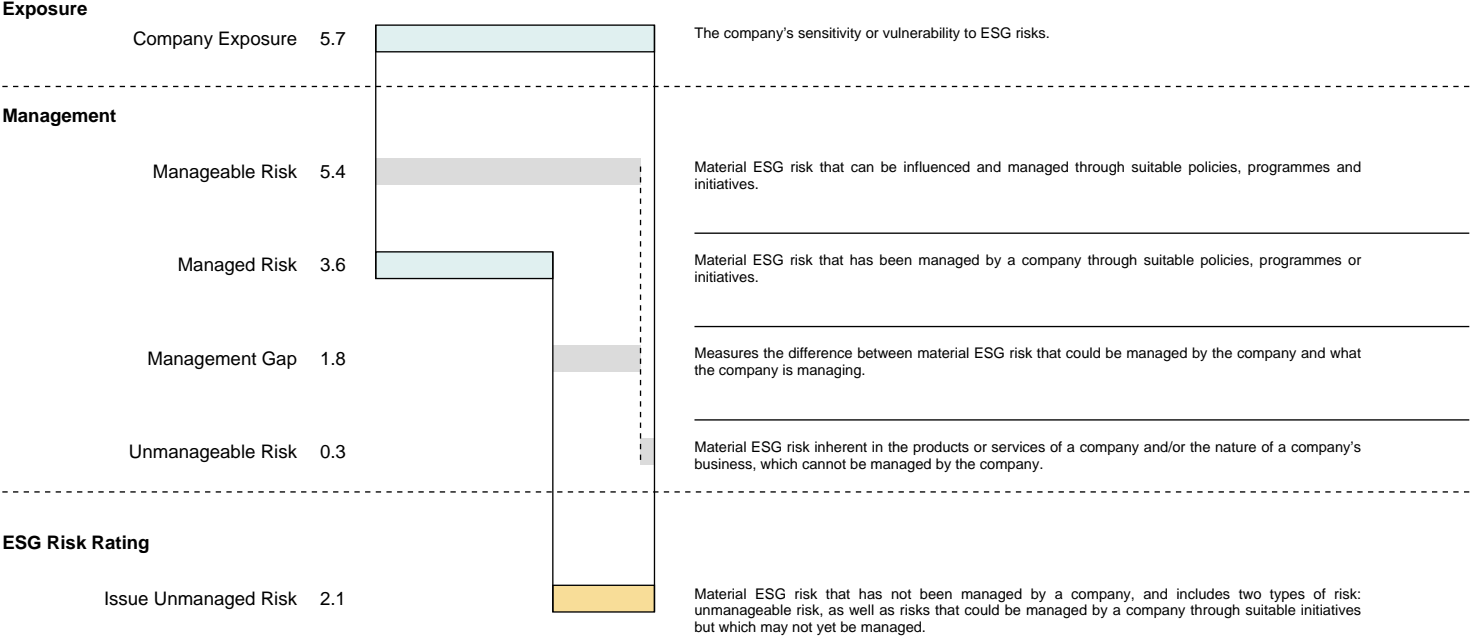 Exposure
Company Exposure 5.7
The company’s sensitivity or vulnerability to ESG risks.
Management
Manageable Risk 5.4
Material ESG risk that can be influenced and managed through suitable policies, programmes and
initiatives.
Managed Risk 3.6
Material ESG risk that has been managed by a company through suitable policies, programmes or
initiatives.
Management Gap 1.8
Measures the difference between material ESG risk that could be managed by the company and what
the company is managing.
Unmanageable Risk 0.3
Material ESG risk inherent in the products or services of a company and/or the nature of a company’s
business, which cannot be managed by the company.
ESG Risk Rating
Issue Unmanaged Risk 2.1
Material ESG risk that has not been managed by a company, and includes two types of risk:
unmanageable risk, as well as risks that could be managed by a company through suitable initiatives
but which may not yet be managed.